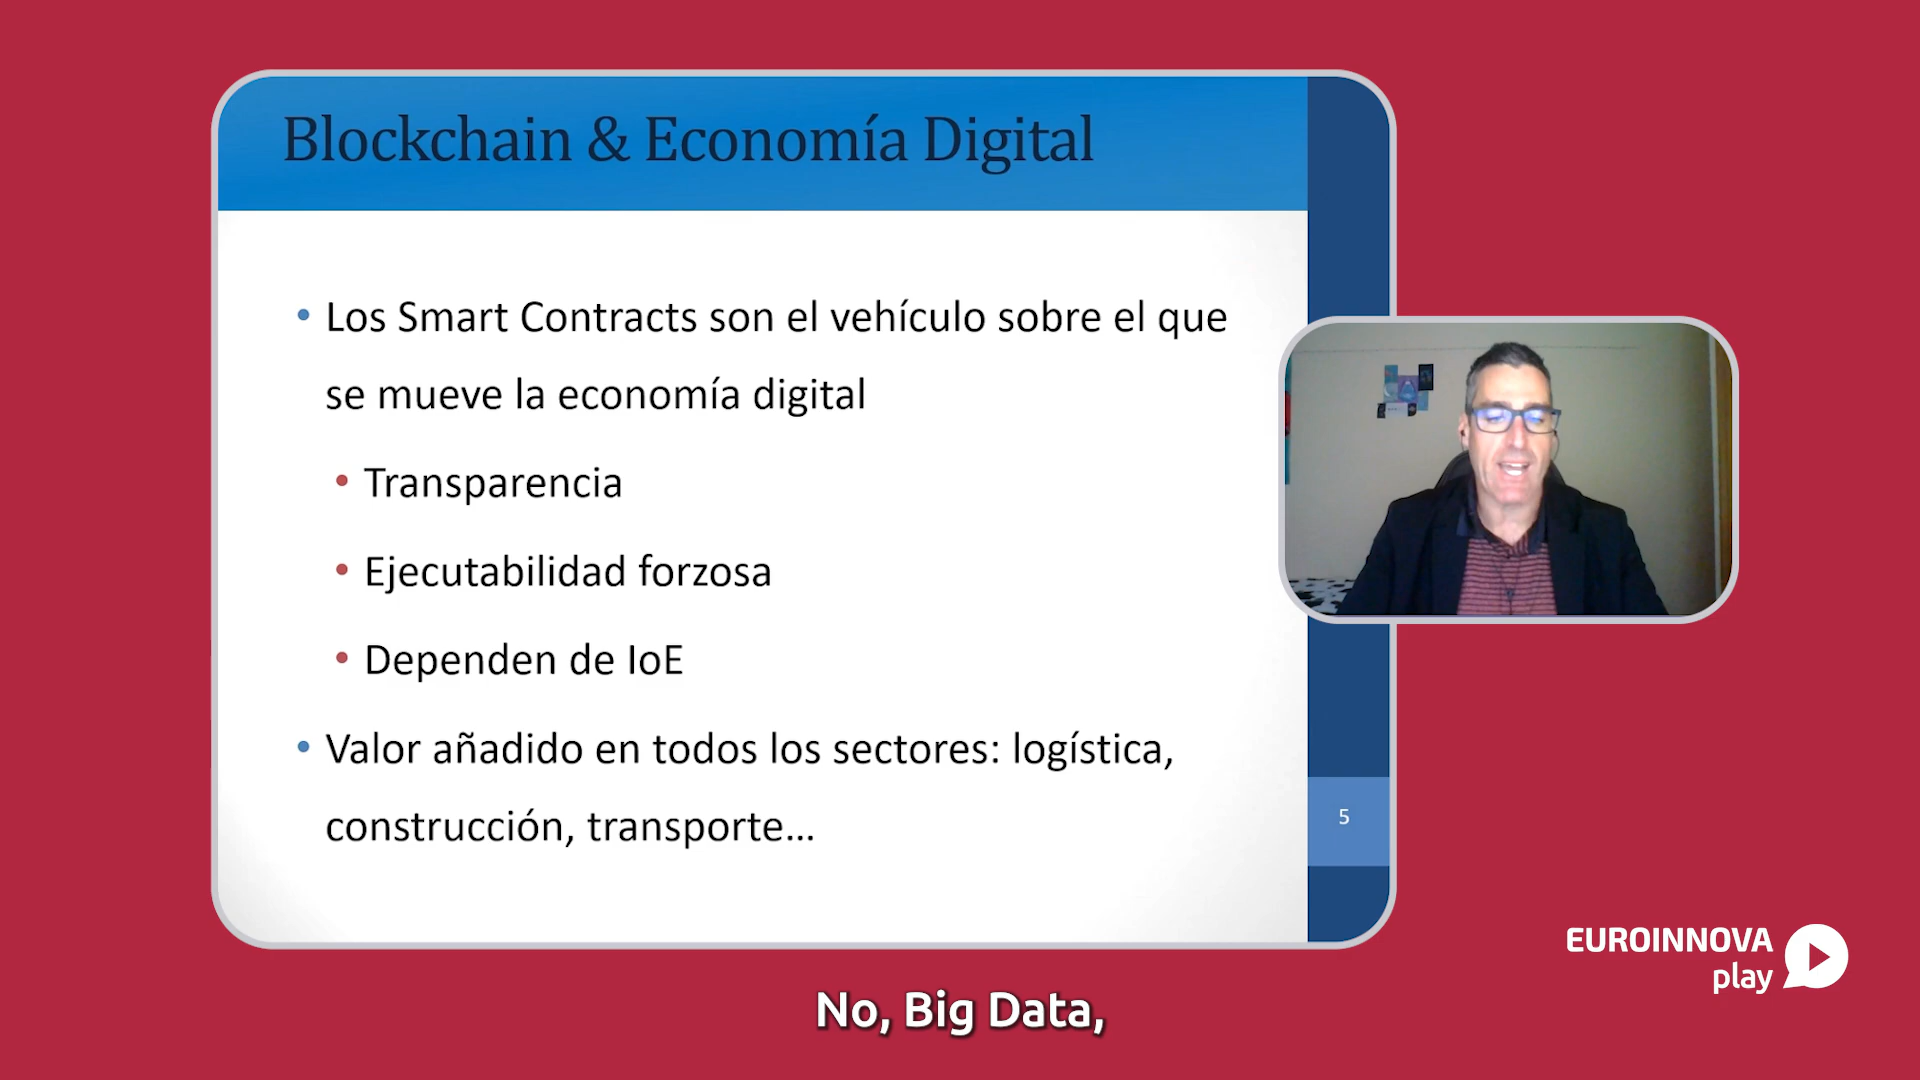 Blockchain & Economía Digital
• Los Smart Contracts son el vehículo sobre el que
se mueve la economía digital
• Transparencia
• Ejecutabilidad forzosa
• Dependen de IoE
• Valor añadido en todos los sectores: logística,
construcción, transporte...
5
EUROINNOVA
play
No, Big Data,